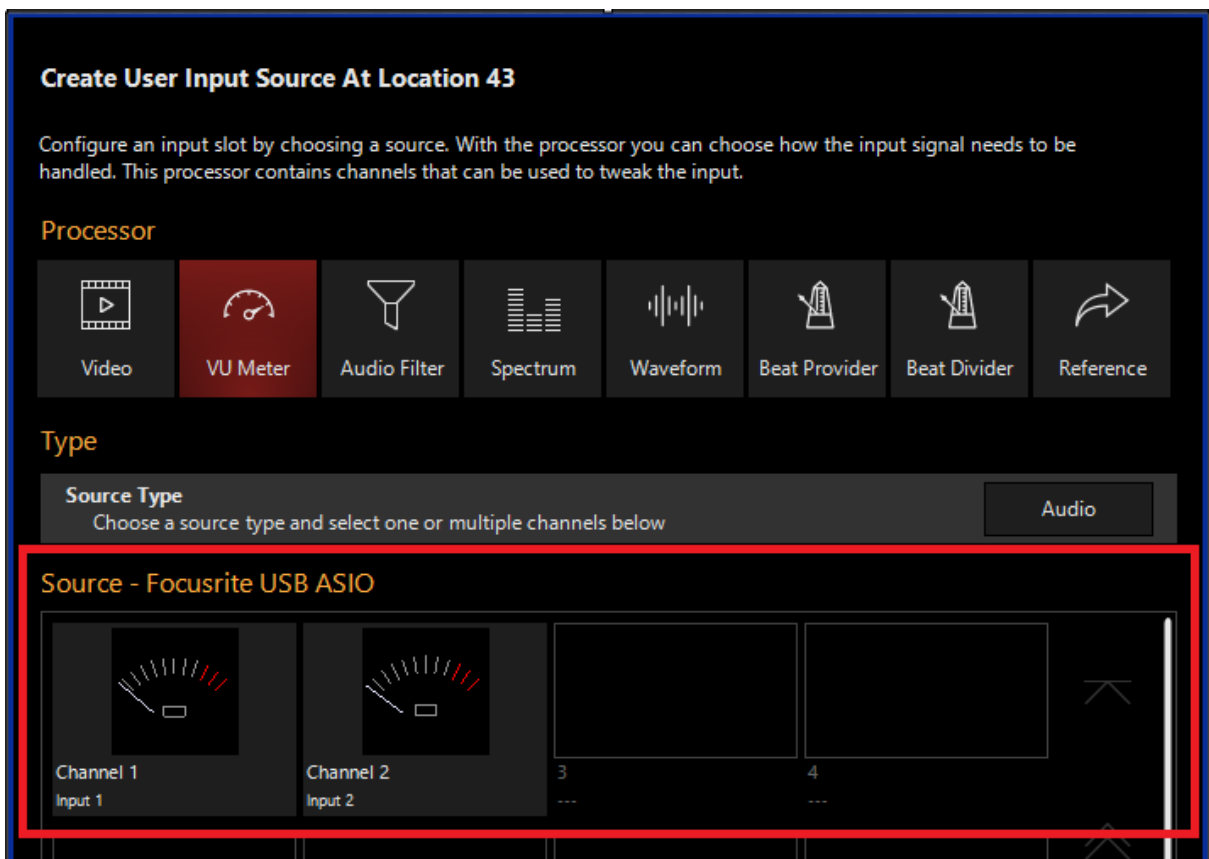 Create User Input Source At Location 43
Configure an input slot by choosing a source. With the processor you can choose how the input signal needs to be
handled. This processor contains channels that can be used to tweak the input.
Processor
Video
VU Meter
Audio Filter
Spectrum
Waveform
Beat Provider
Beat Divider
Reference
Type
Source Type
Choose a source type and select one or multiple channels below
Audio
Source - Focusrite USB ASIO
Channel 1
Input 1
Channel 2
Input 2
3
---
4
---